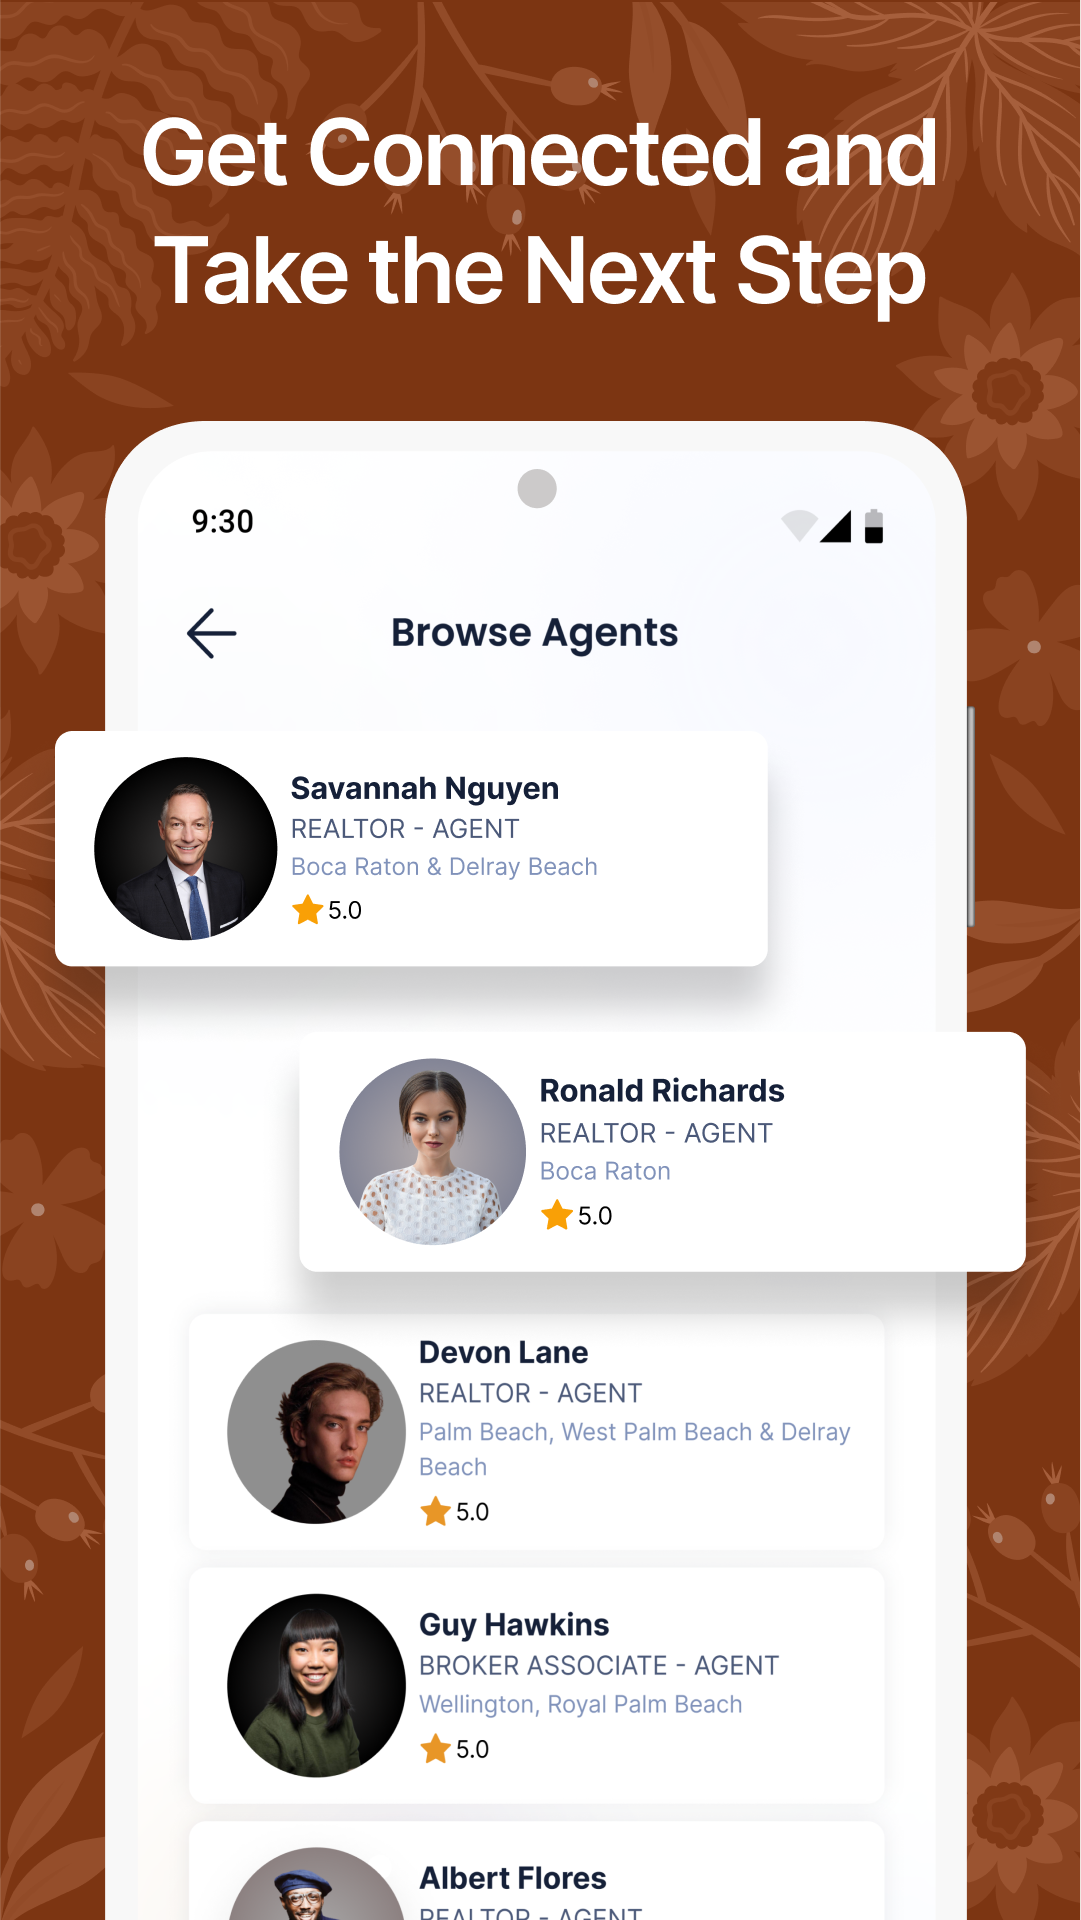 Get Connected and
Take the Next Step
9:30
Browse Agents
Savannah Nguyen
REALTOR - AGENT
Boca Raton & Delray Beach
5.0
Ronald Richards
REALTOR - AGENT
Boca Raton
5.0
Devon Lane
REALTOR - AGENT
Palm Beach, West Palm Beach & Delray
Beach
5.0
Guy Hawkins
BROKER ASSOCIATE - AGENT
Wellington, Royal Palm Beach
5.0
Albert Flores
REALTOR - AGENT